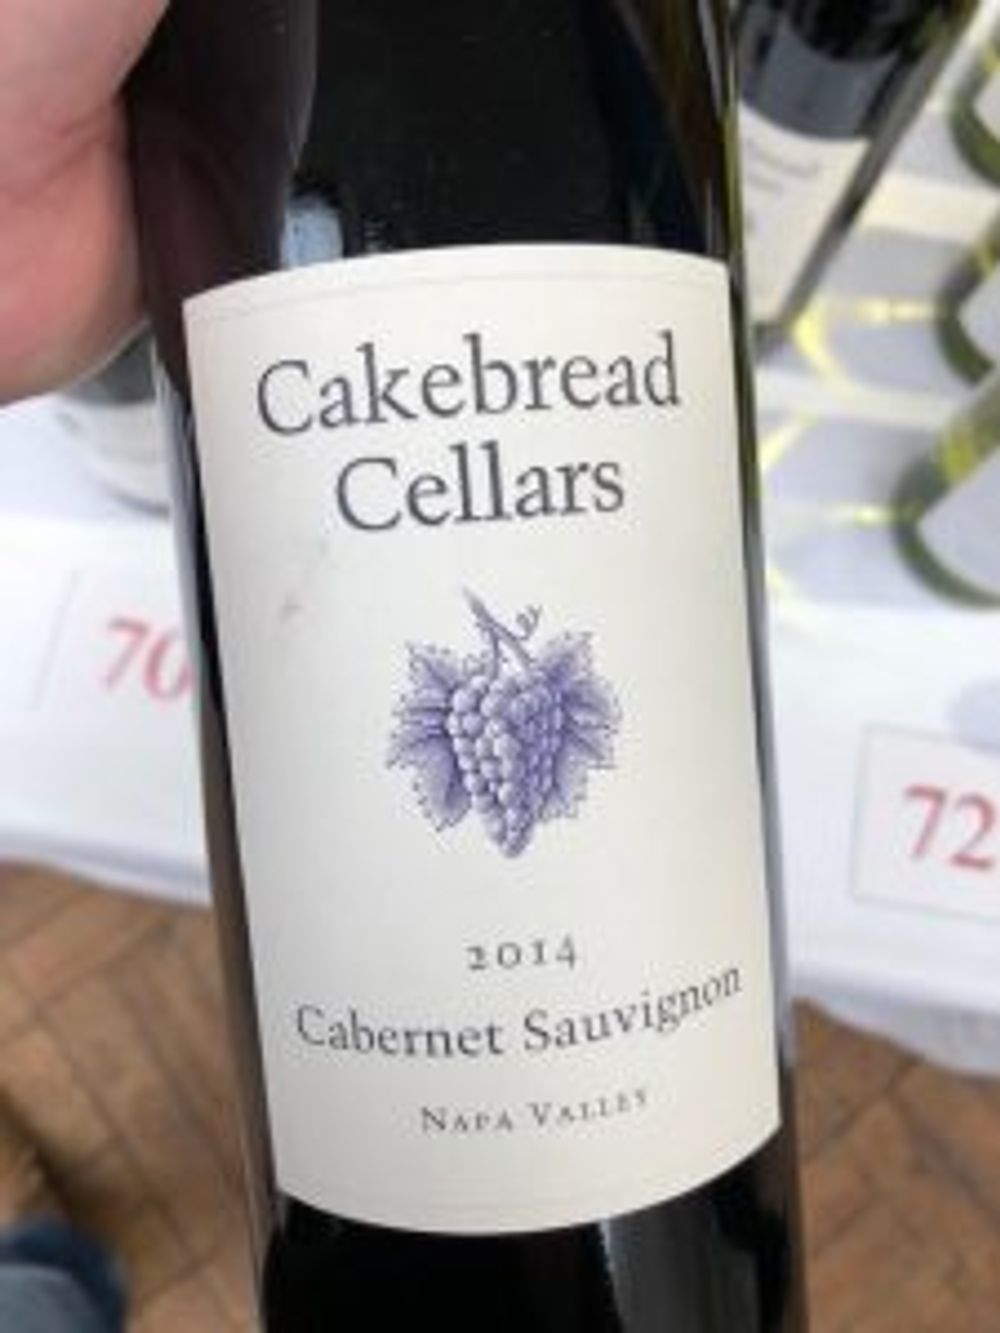 Cakebread
Cellars
70
72
2014
Cabernet Sauvignon
NAPA VALLEY